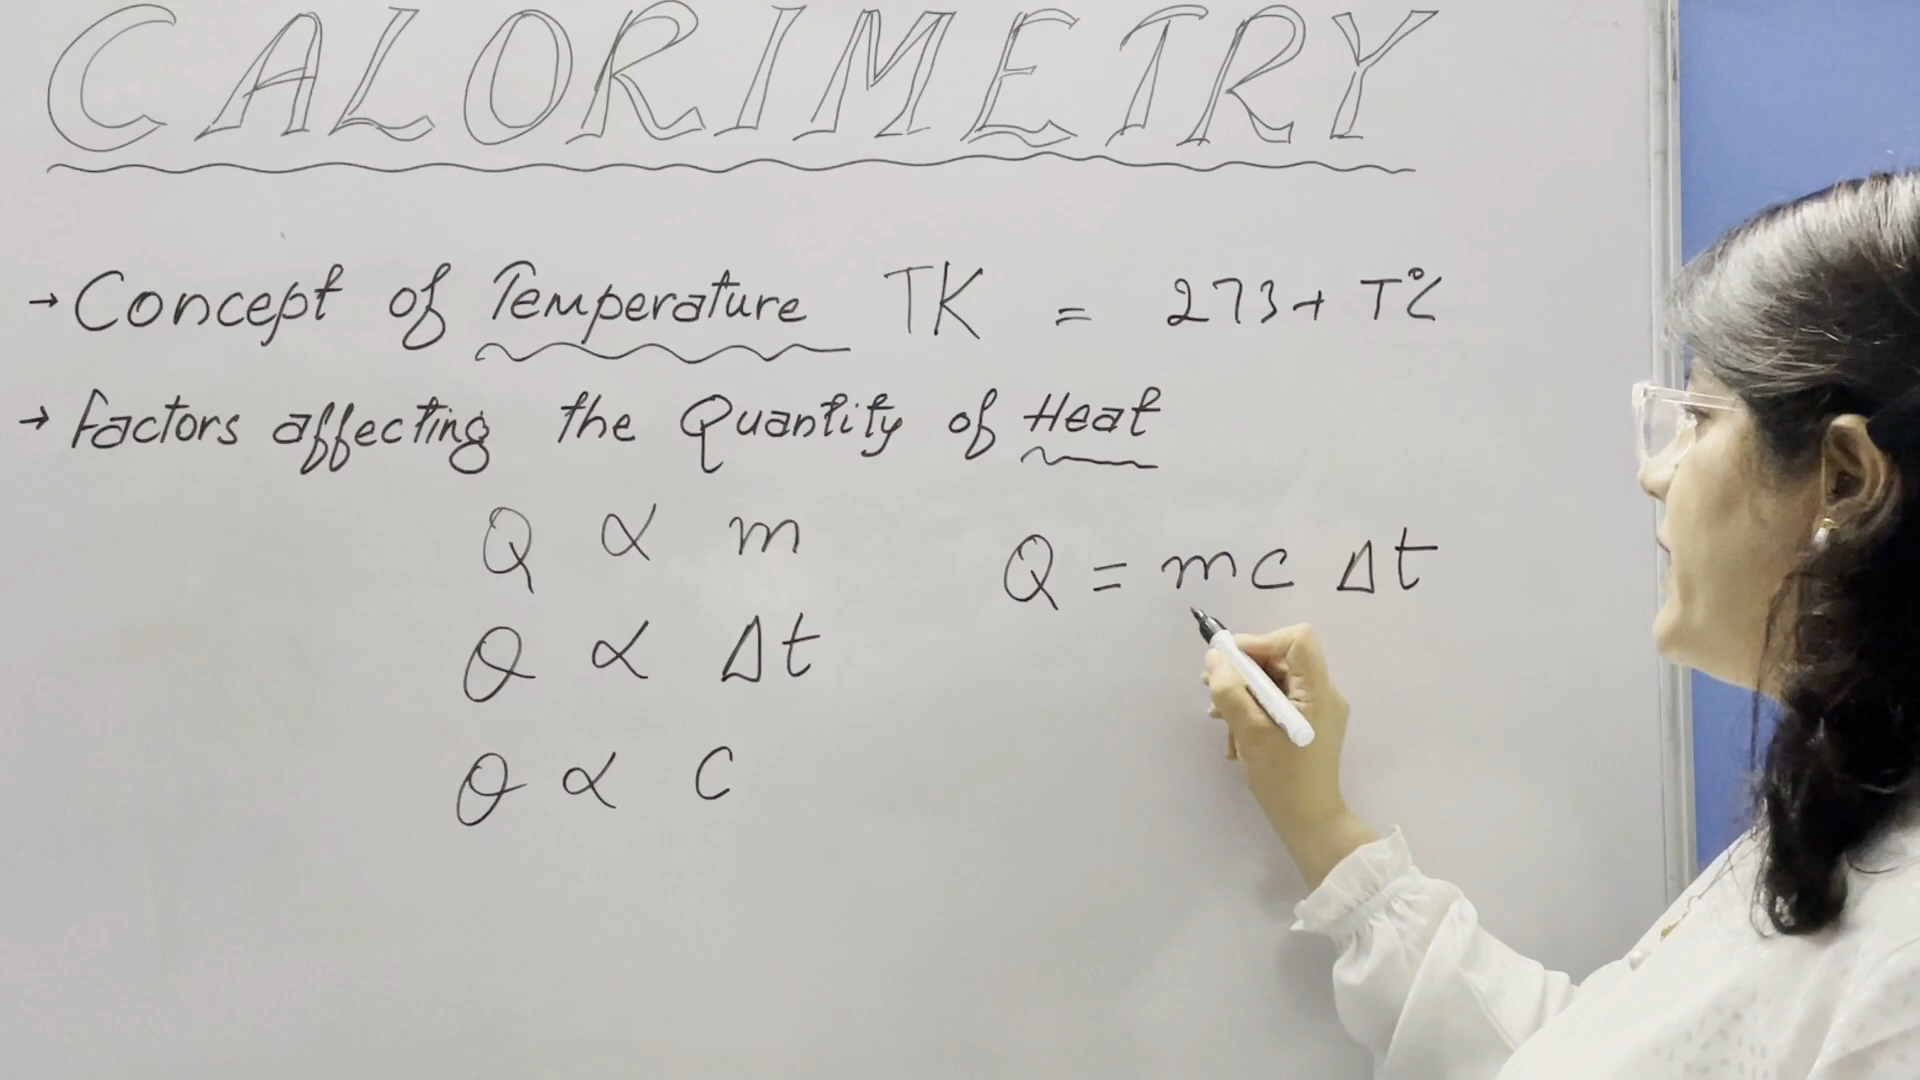 CALORIMETRY
→ Concept of Temperature TK = 273 + T°C
→ Factors affecting the Quantity of Heat
Q ∝ m
Q = mc Δt
Q ∝ Δt
Q ∝ C